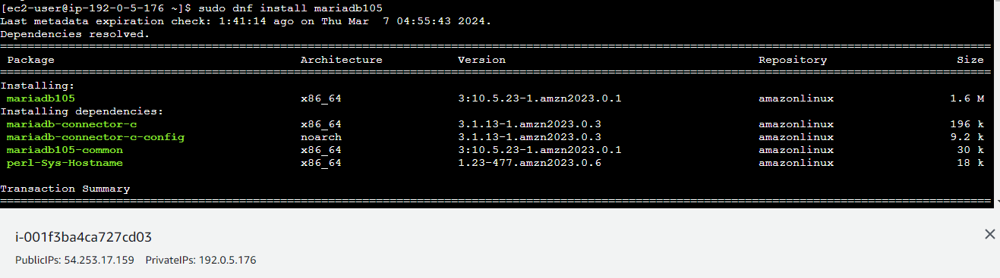 [ec2-user@ip-192-0-5-176 ~]$ sudo dnf install mariadb105
Last metadata expiration check: 1:41:14 ago on Thu Mar  7 04:55:43 2024.
Dependencies resolved.
Package Architecture Version Repository Size
Installing:
mariadb105 x86_64 3:10.5.23-1.amzn2023.0.1 amazonlinux 1.6 M
Installing dependencies:
mariadb-connector-c x86_64 3.1.13-1.amzn2023.0.3 amazonlinux 196 k
mariadb-connector-c-config noarch 3.1.13-1.amzn2023.0.3 amazonlinux 9.2 k
mariadb105-common x86_64 3:10.5.23-1.amzn2023.0.1 amazonlinux 30 k
perl-Sys-Hostname x86_64 1.23-477.amzn2023.0.6 amazonlinux 18 k
Transaction Summary
i-001f3ba4ca727cd03
PublicIPs: 54.253.17.159 PrivateIPs: 192.0.5.176